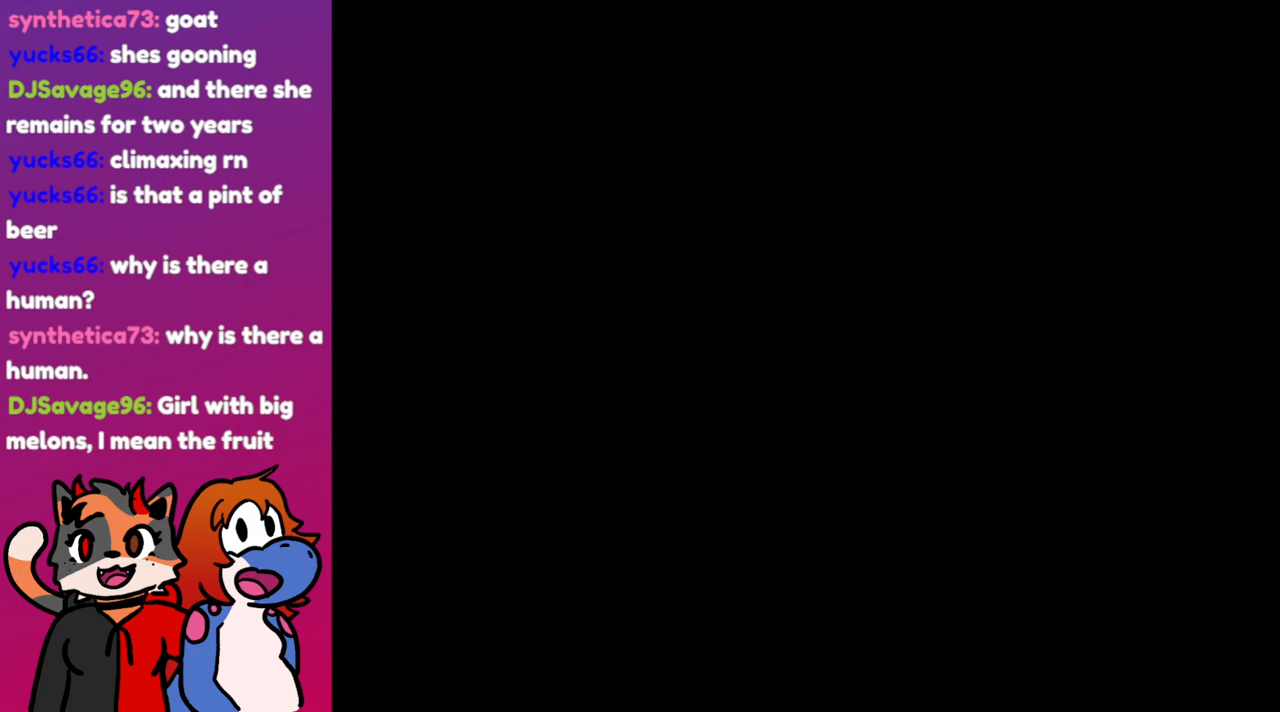 synthetica73: goat
yucks66: shes gooning
DJSavage96: and there she
remains for two years
yucks66: climaxing rn
yucks66: is that a pint of
beer
yucks66: why is there a
human?
synthetica73: why is there a
human.
DJSavage96: Girl with big
melons, I mean the fruit